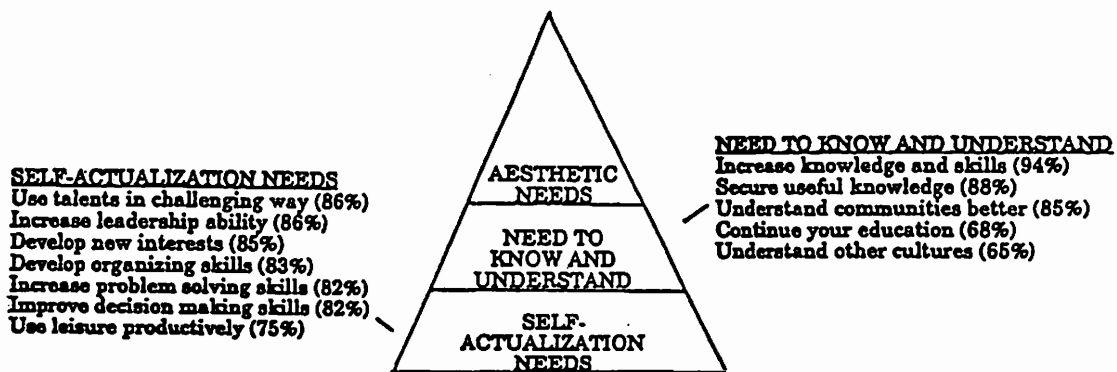 SELF-ACTUALIZATION NEEDS
Use talents in challenging way (86%)
Increase leadership ability (86%)
Develop new interests (85%)
Develop organizing skills (83%)
Increase problem solving skills (82%)
Improve decision making skills (82%)
Use leisure productively (75%)
AESTHETIC
NEEDS
NEED TO
KNOW AND
UNDERSTAND
SELF-
ACTUALIZATION
NEEDS
NEED TO KNOW AND UNDERSTAND
Increase knowledge and skills (94%)
Secure useful knowledge (88%)
Understand communities better (85%)
Continue your education (68%)
Understand other cultures (65%)